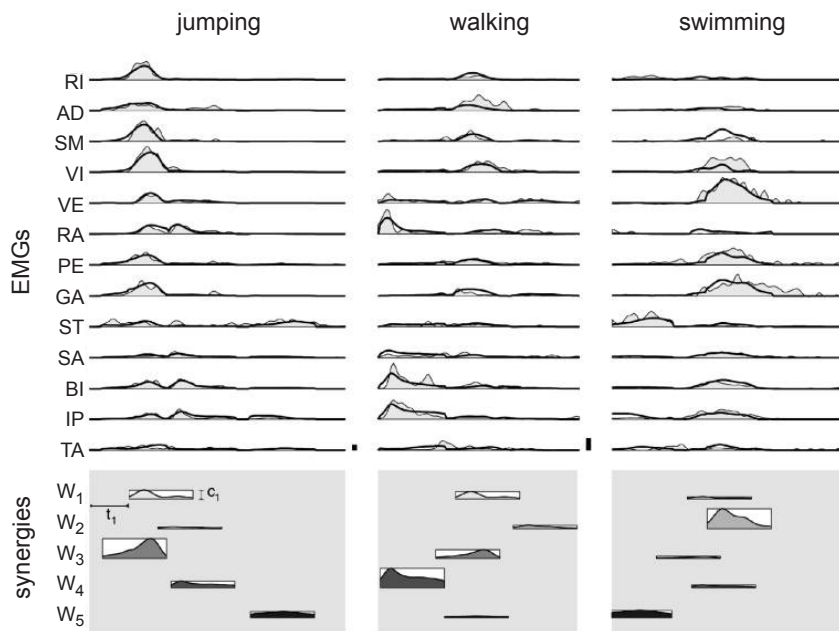 jumping walking swimming
EMGs
RI
AD
SM
VI
VE
RA
PE
GA
ST
SA
BI
IP
TA
synergies
W1 c1
t1
W2
W3
W4
W5